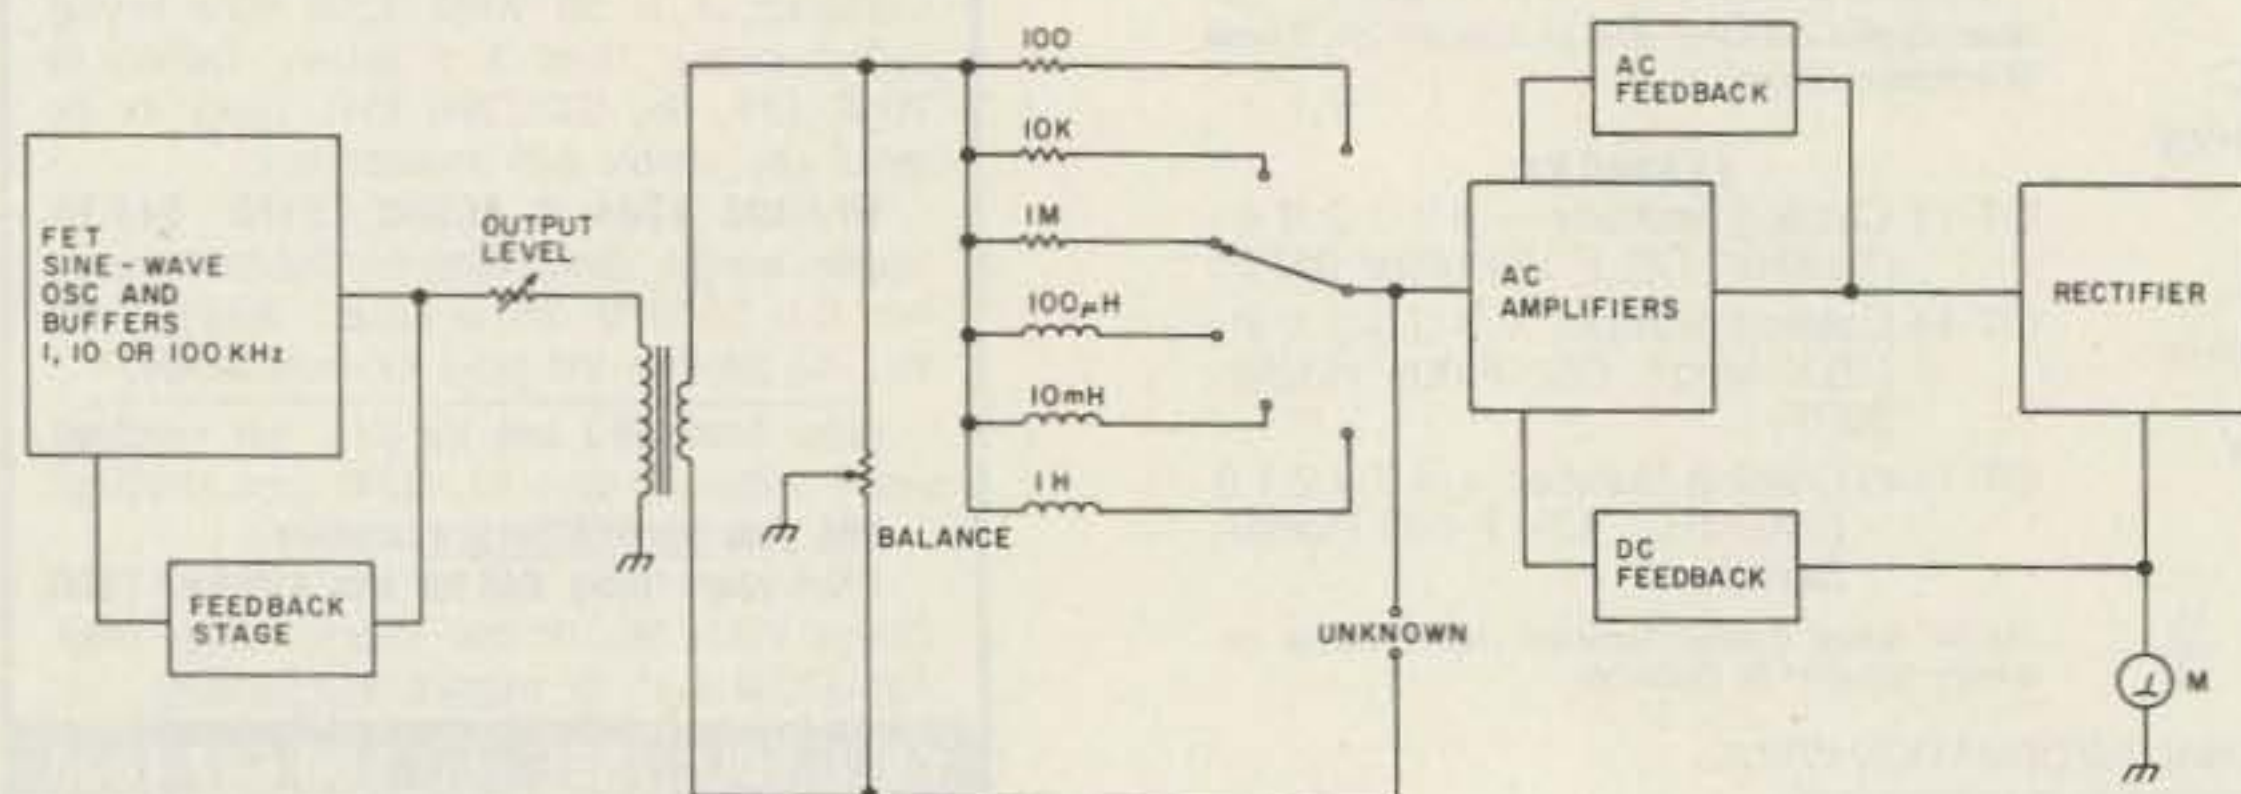 FET
SINE-WAVE
OSC AND
BUFFERS
1, 10 OR 100 KHz
FEEDBACK
STAGE
OUTPUT
LEVEL
BALANCE
100
10K
1M
100μH
10mH
1H
UNKNOWN
AC
FEEDBACK
AC
AMPLIFIERS
DC
FEEDBACK
RECTIFIER
M